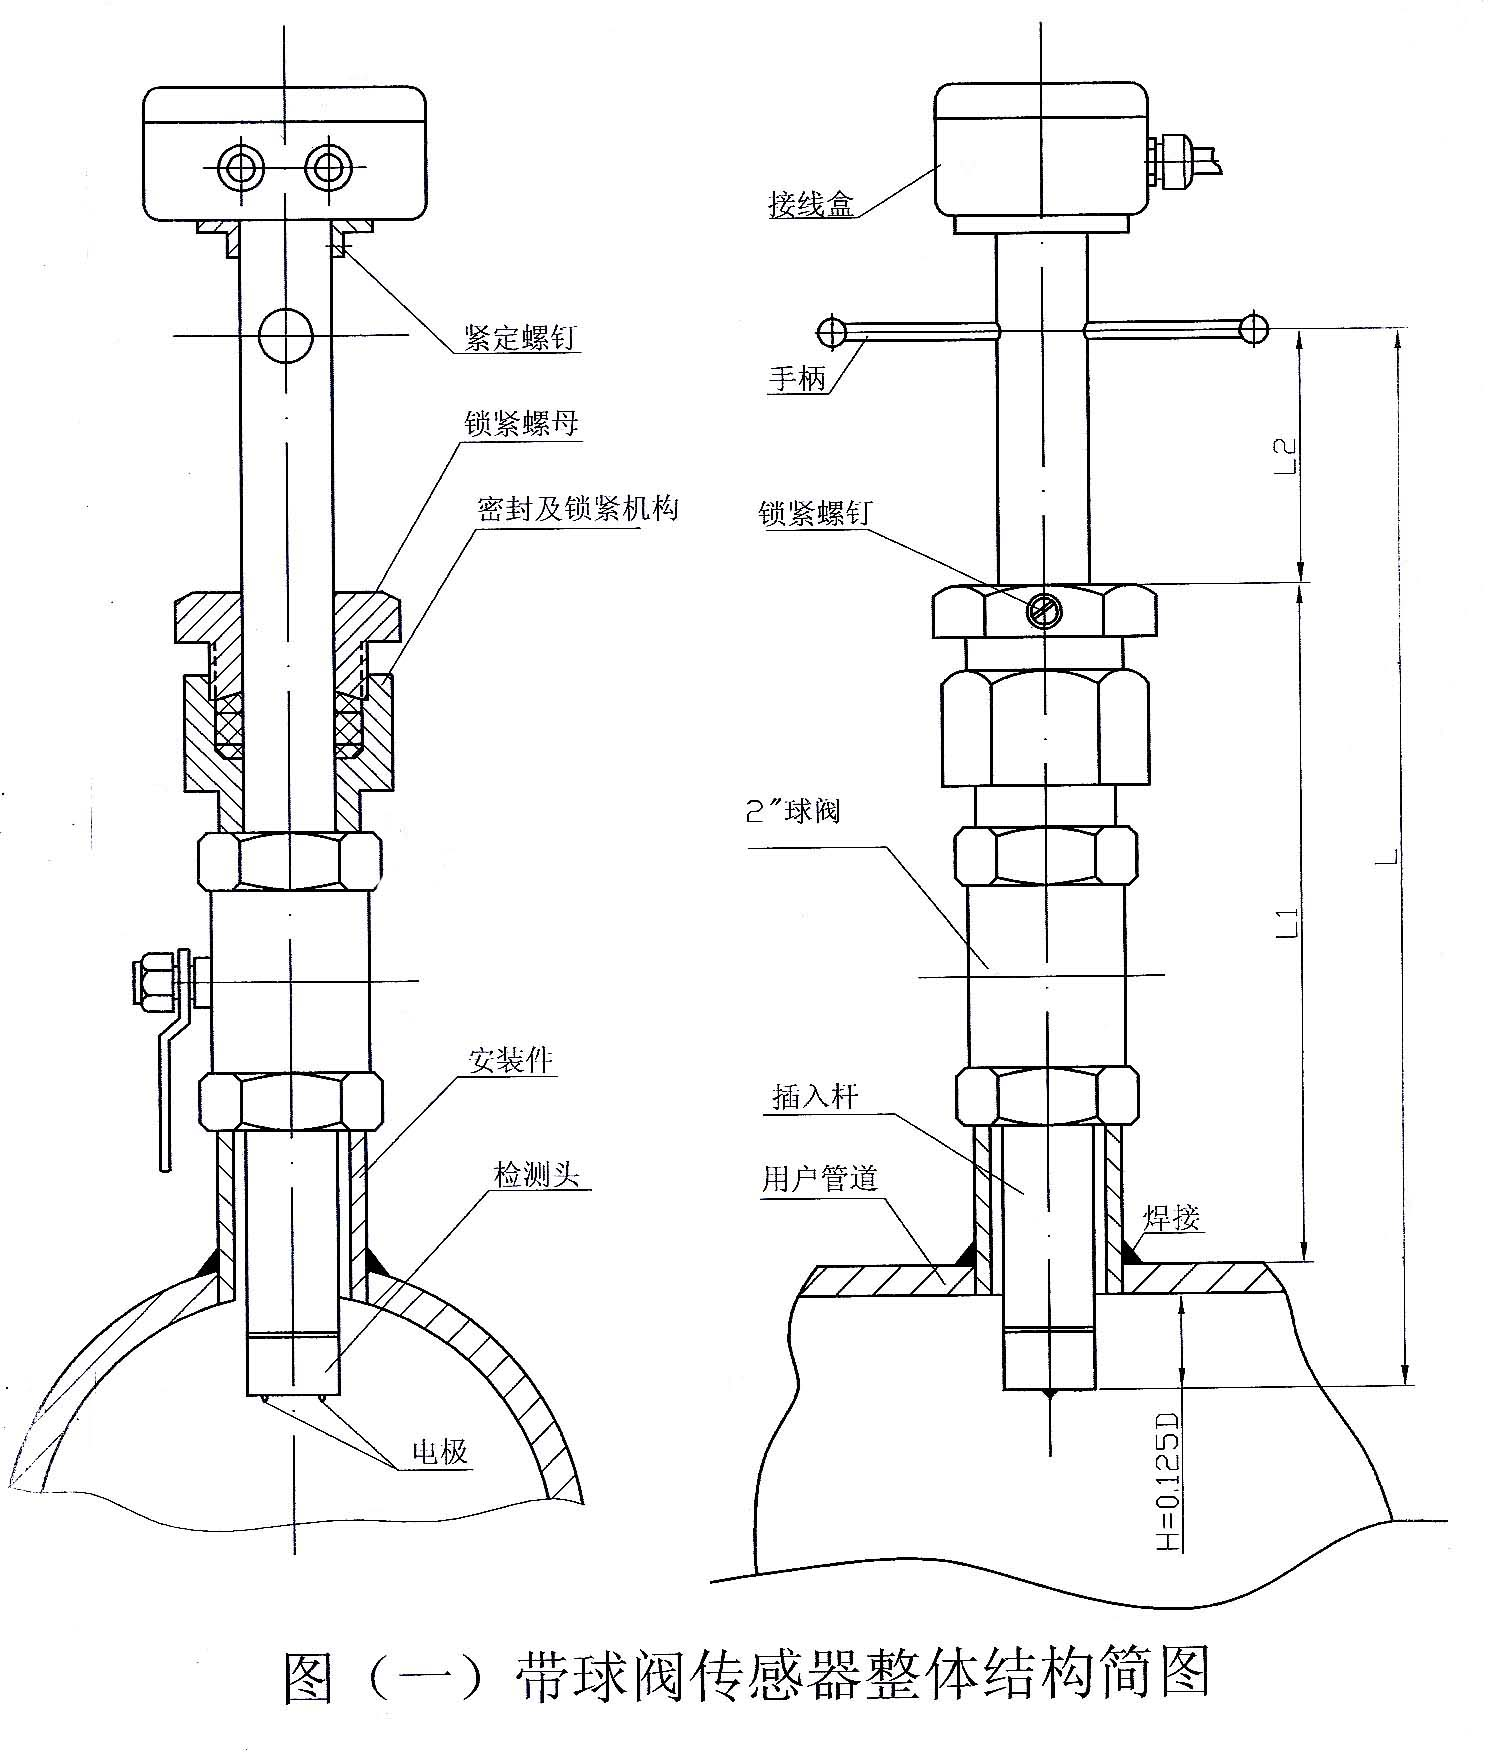 接线盒
紧定螺钉
手柄
锁紧螺母
L2
密封及锁紧机构
锁紧螺钉
2″球阀
L
L1
安装件
插入杆
检测头
用户管道
焊接
电极
H=0.125D
图（一）带球阀传感器整体结构简图